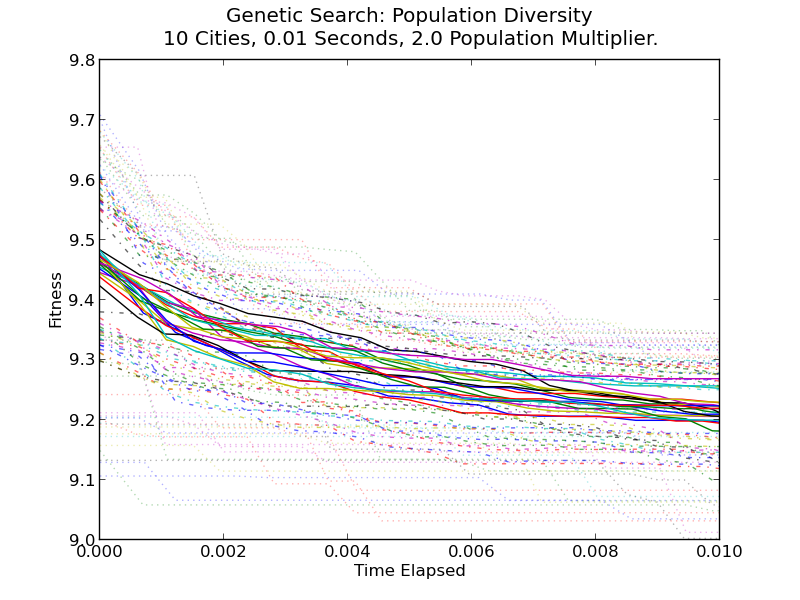 Genetic Search: Population Diversity
10 Cities, 0.01 Seconds, 2.0 Population Multiplier.
9.8
9.7
9.6
9.5
9.4
9.3
9.2
9.1
9.0
Fitness
0.000 0.002 0.004 0.006 0.008 0.010
Time Elapsed